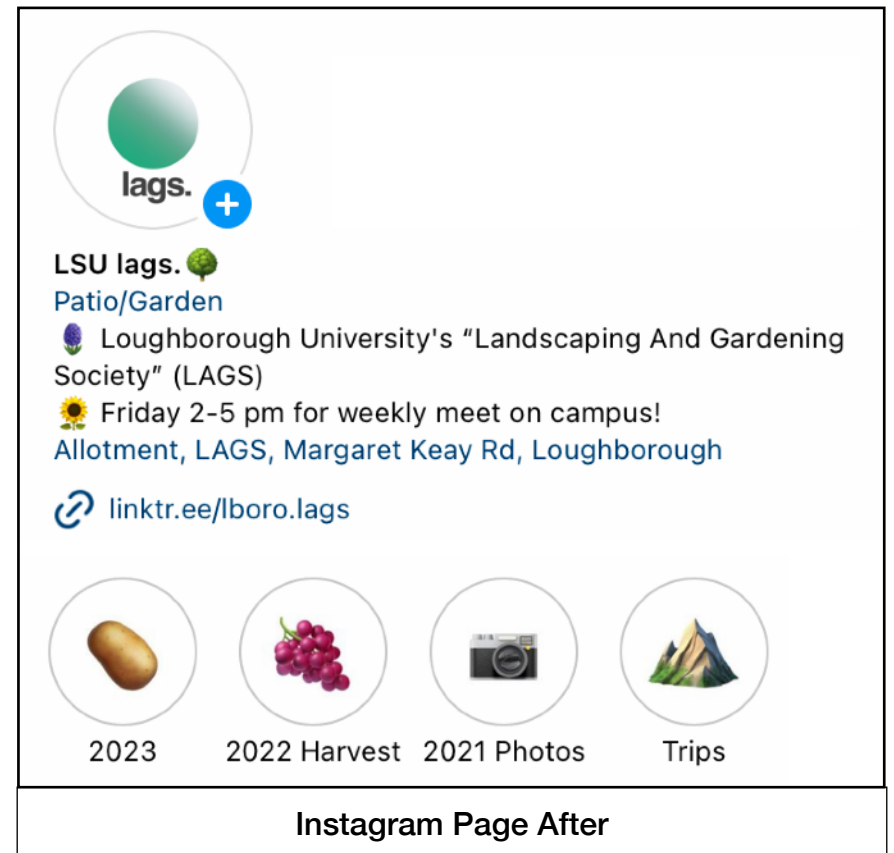 lags.
LSU lags.🌳
Patio/Garden
🪻 Loughborough University's “Landscaping And Gardening
Society” (LAGS)
🌻 Friday 2-5 pm for weekly meet on campus!
Allotment, LAGS, Margaret Keay Rd, Loughborough
linktr.ee/lboro.lags
2023
2022 Harvest
2021 Photos
Trips
Instagram Page After